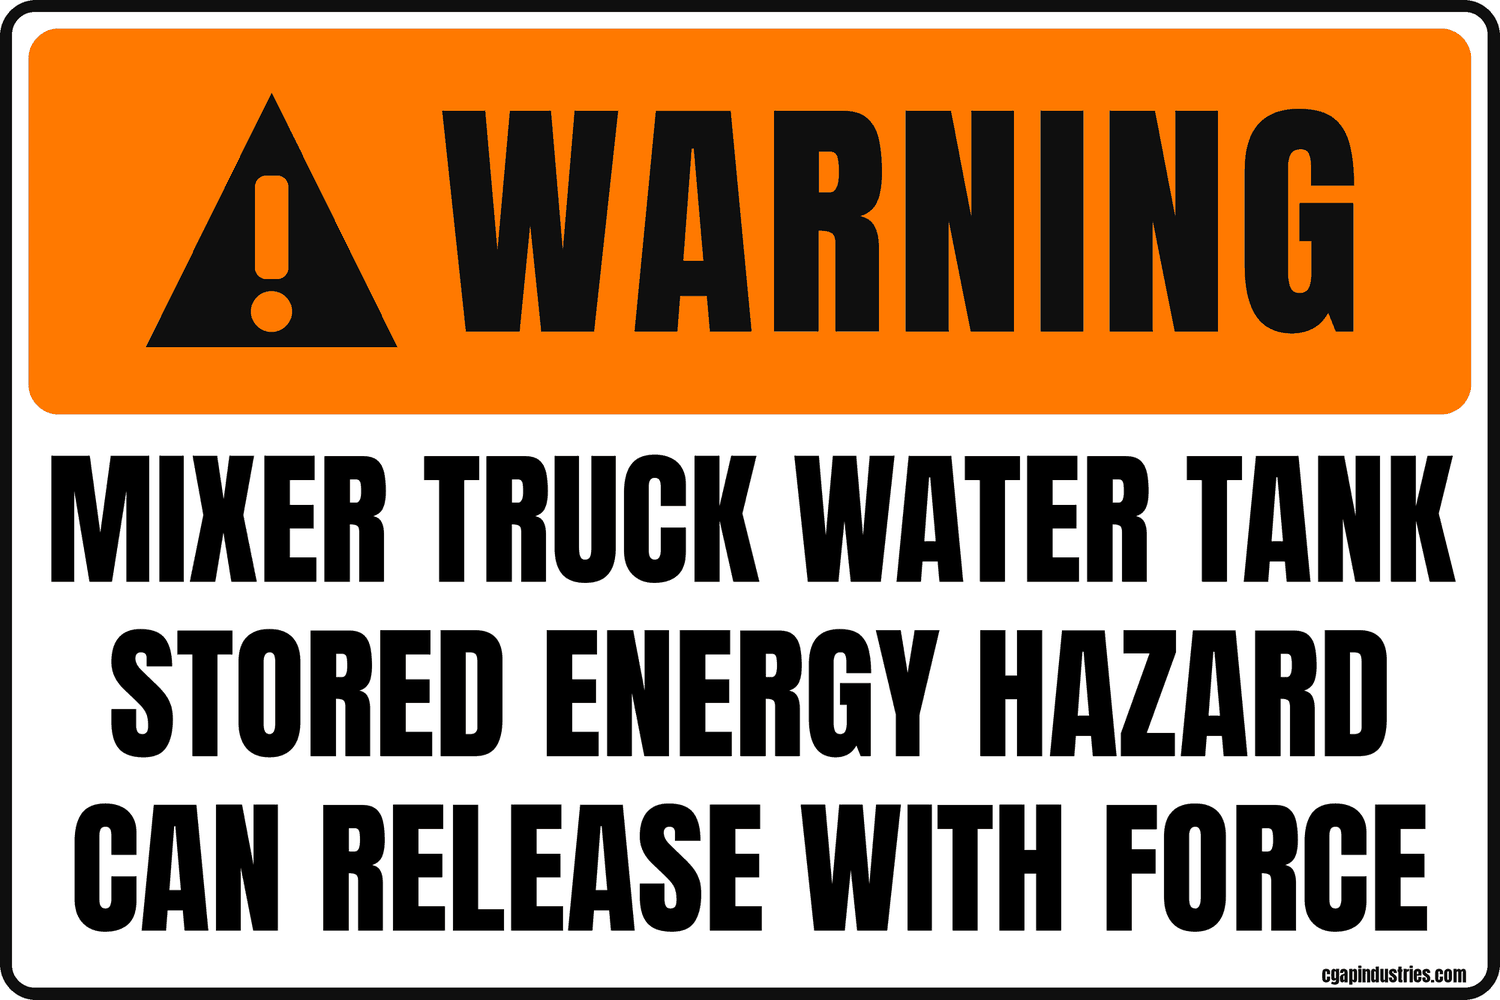 WARNING
MIXER TRUCK WATER TANK
STORED ENERGY HAZARD
CAN RELEASE WITH FORCE
cgapindustries.com